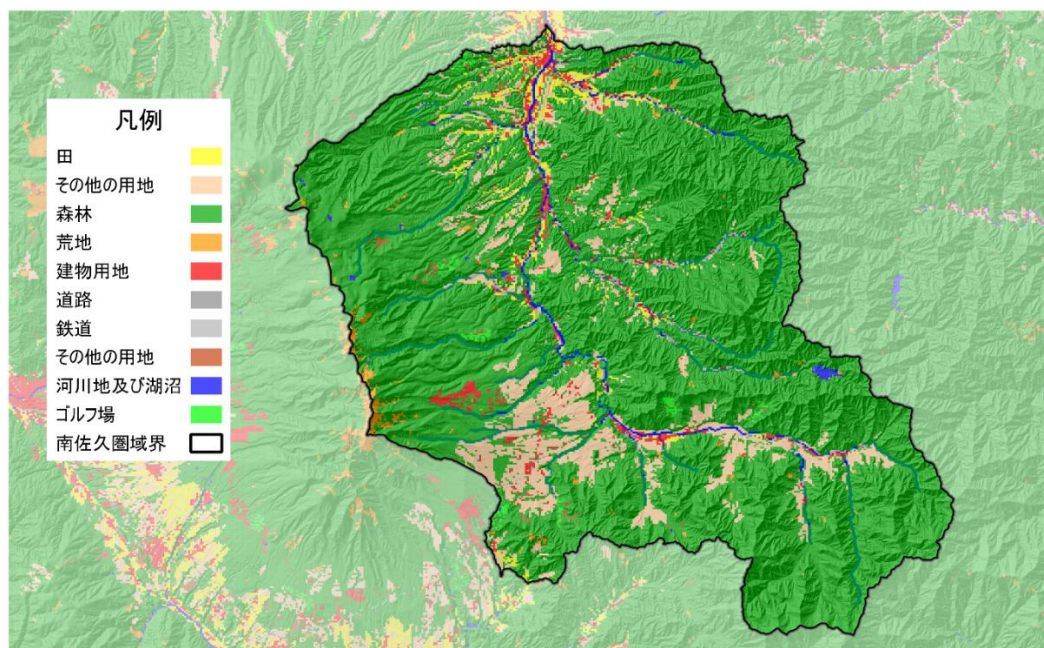 凡例
田
その他の用地
森林
荒地
建物用地
道路
鉄道
その他の用地
河川地及び湖沼
ゴルフ場
南佐久圏域界